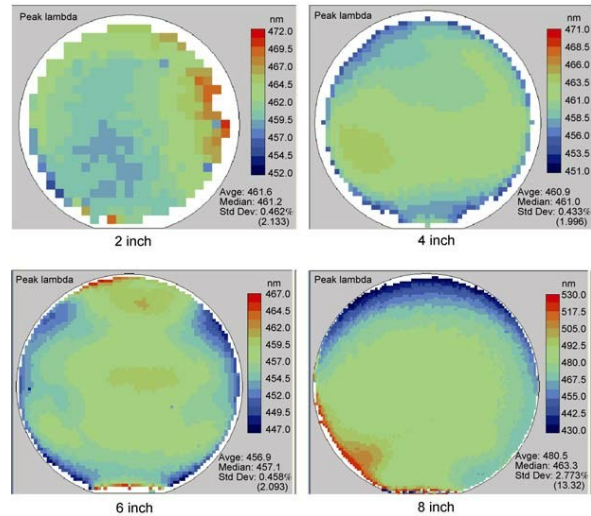 Peak lambda
nm
472.0
469.5
467.0
464.5
462.0
459.5
457.0
454.5
452.0
Avge: 461.6
Median: 461.2
Std Dev: 0.462%
(2.133)
2 inch
Peak lambda
nm
471.0
468.5
466.0
463.5
461.0
458.5
456.0
453.5
451.0
Avge: 460.9
Median: 461.0
Std Dev: 0.433%
(1.996)
4 inch
Peak lambda
nm
467.0
464.5
462.0
459.5
457.0
454.5
452.0
449.5
447.0
Avge: 456.9
Median: 457.1
Std Dev: 0.458%
(2.093)
6 inch
Peak lambda
nm
530.0
517.5
505.0
492.5
480.0
467.5
455.0
442.5
430.0
Avge: 480.5
Median: 463.3
Std Dev: 2.773%
(13.32)
8 inch